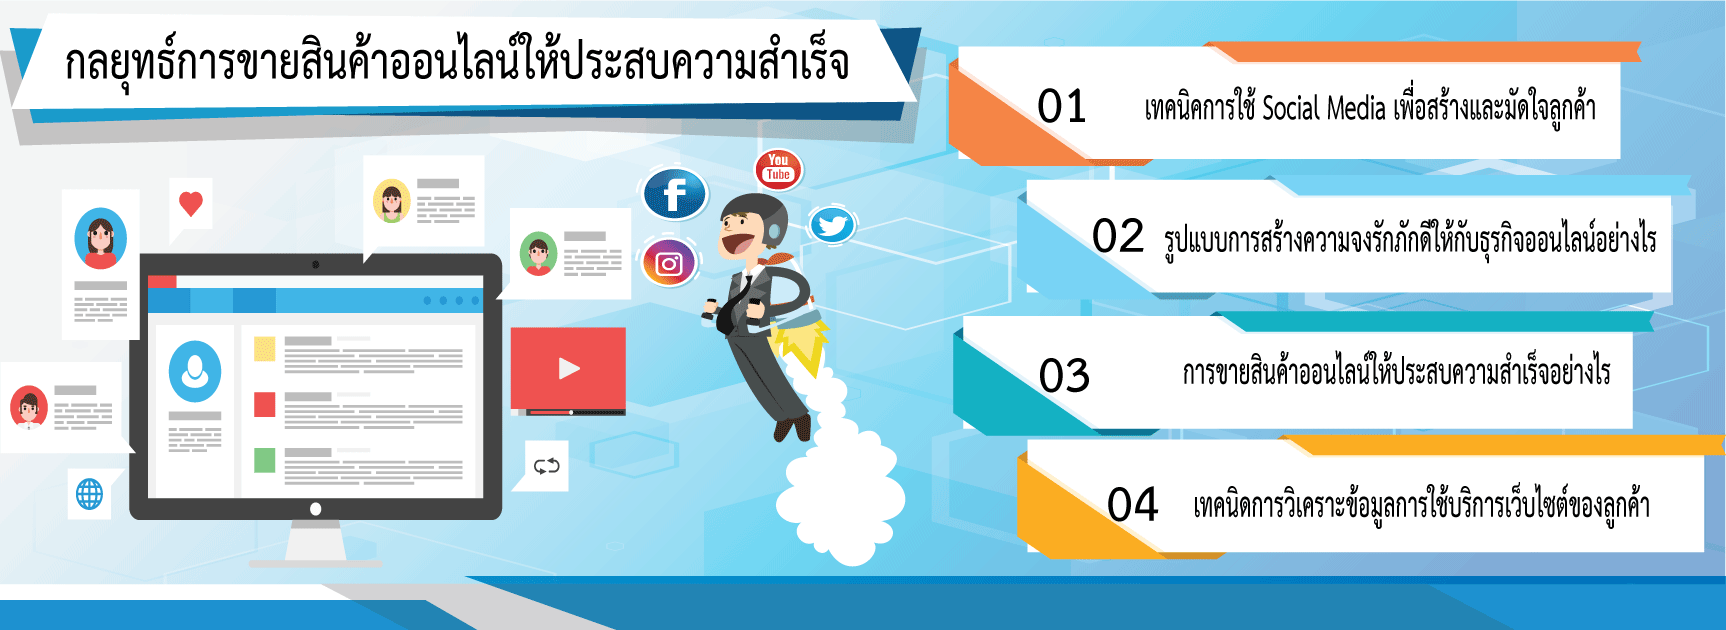 กลยุทธ์การขายสินค้าออนไลน์ให้ประสบความสำเร็จ
You
Tube
01 เทคนิคการใช้ Social Media เพื่อสร้างและมัดใจลูกค้า
02 รูปแบบการสร้างความจงรักภักดีให้กับธุรกิจออนไลน์อย่างไร
03 การขายสินค้าออนไลน์ให้ประสบความสำเร็จอย่างไร
04 เทคนิดการวิเคราะข้อมูลการใช้บริการเว็บไซต์ของลูกค้า